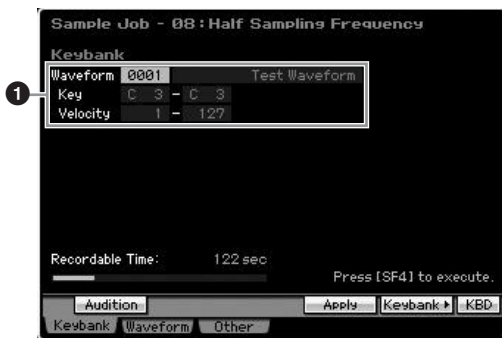 Sample Job - 08:Half Sampling Frequency
Keybank
Waveform 0001 Test Waveform
1 Key C 3 - C 3
Velocity 1 - 127
Recordable Time: 122 sec
Press [SF4] to execute.
Audition Apply Keybank KBD
Keybank Waveform Other